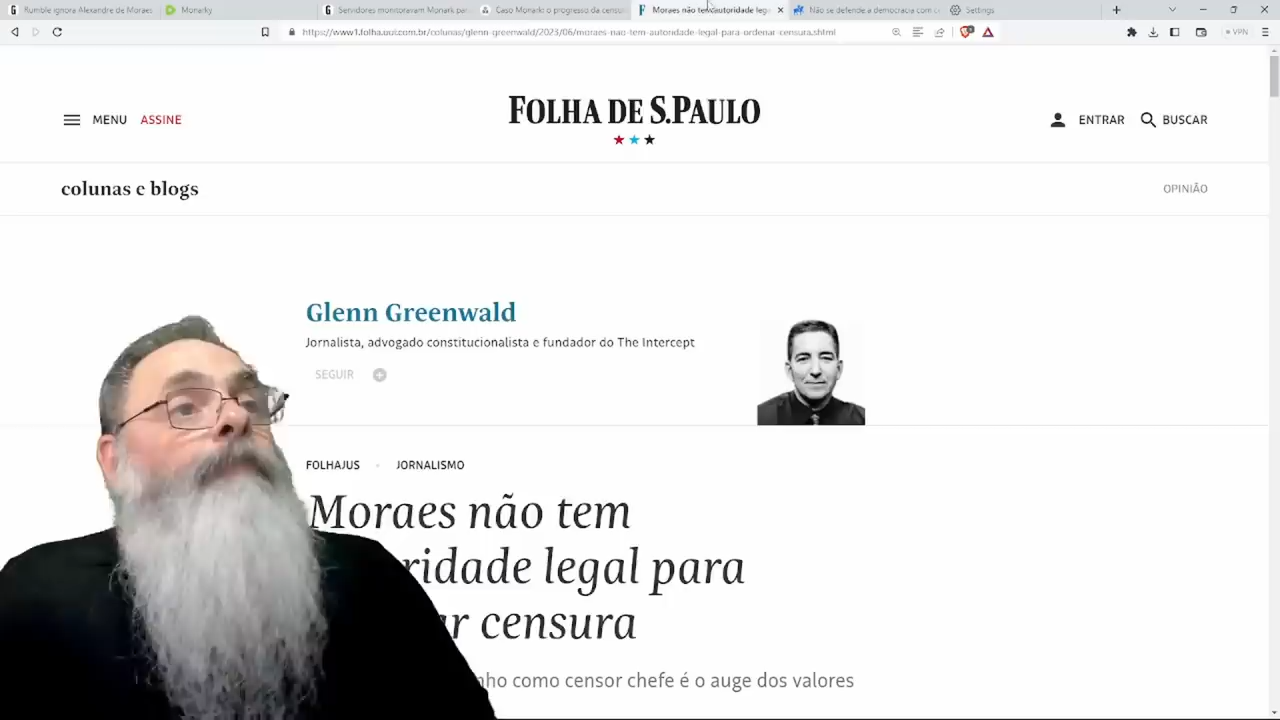 Rumble ignora Alexandre de Moraes
Monarky
Servidores monitoravam Monark
Caso Monark: o progresso da censur
Moraes não tem autoridade leg
Não se defende a democracia com
Settings
https://www1.folha.uol.com.br/colunas/glenn-greenwald/2023/06/moraes-nao-tem-autoridade-legal-para-ordenar-censura.shtml
VPN
MENU ASSINE
FOLHA DE S.PAULO
ENTRAR BUSCAR
colunas e blogs
OPINIÃO
Glenn Greenwald
Jornalista, advogado constitucionalista e fundador do The Intercept
SEGUIR
FOLHAJUS JORNALISMO
Moraes não tem
ridade legal para
r censura
nho como censor chefe é o auge dos valores